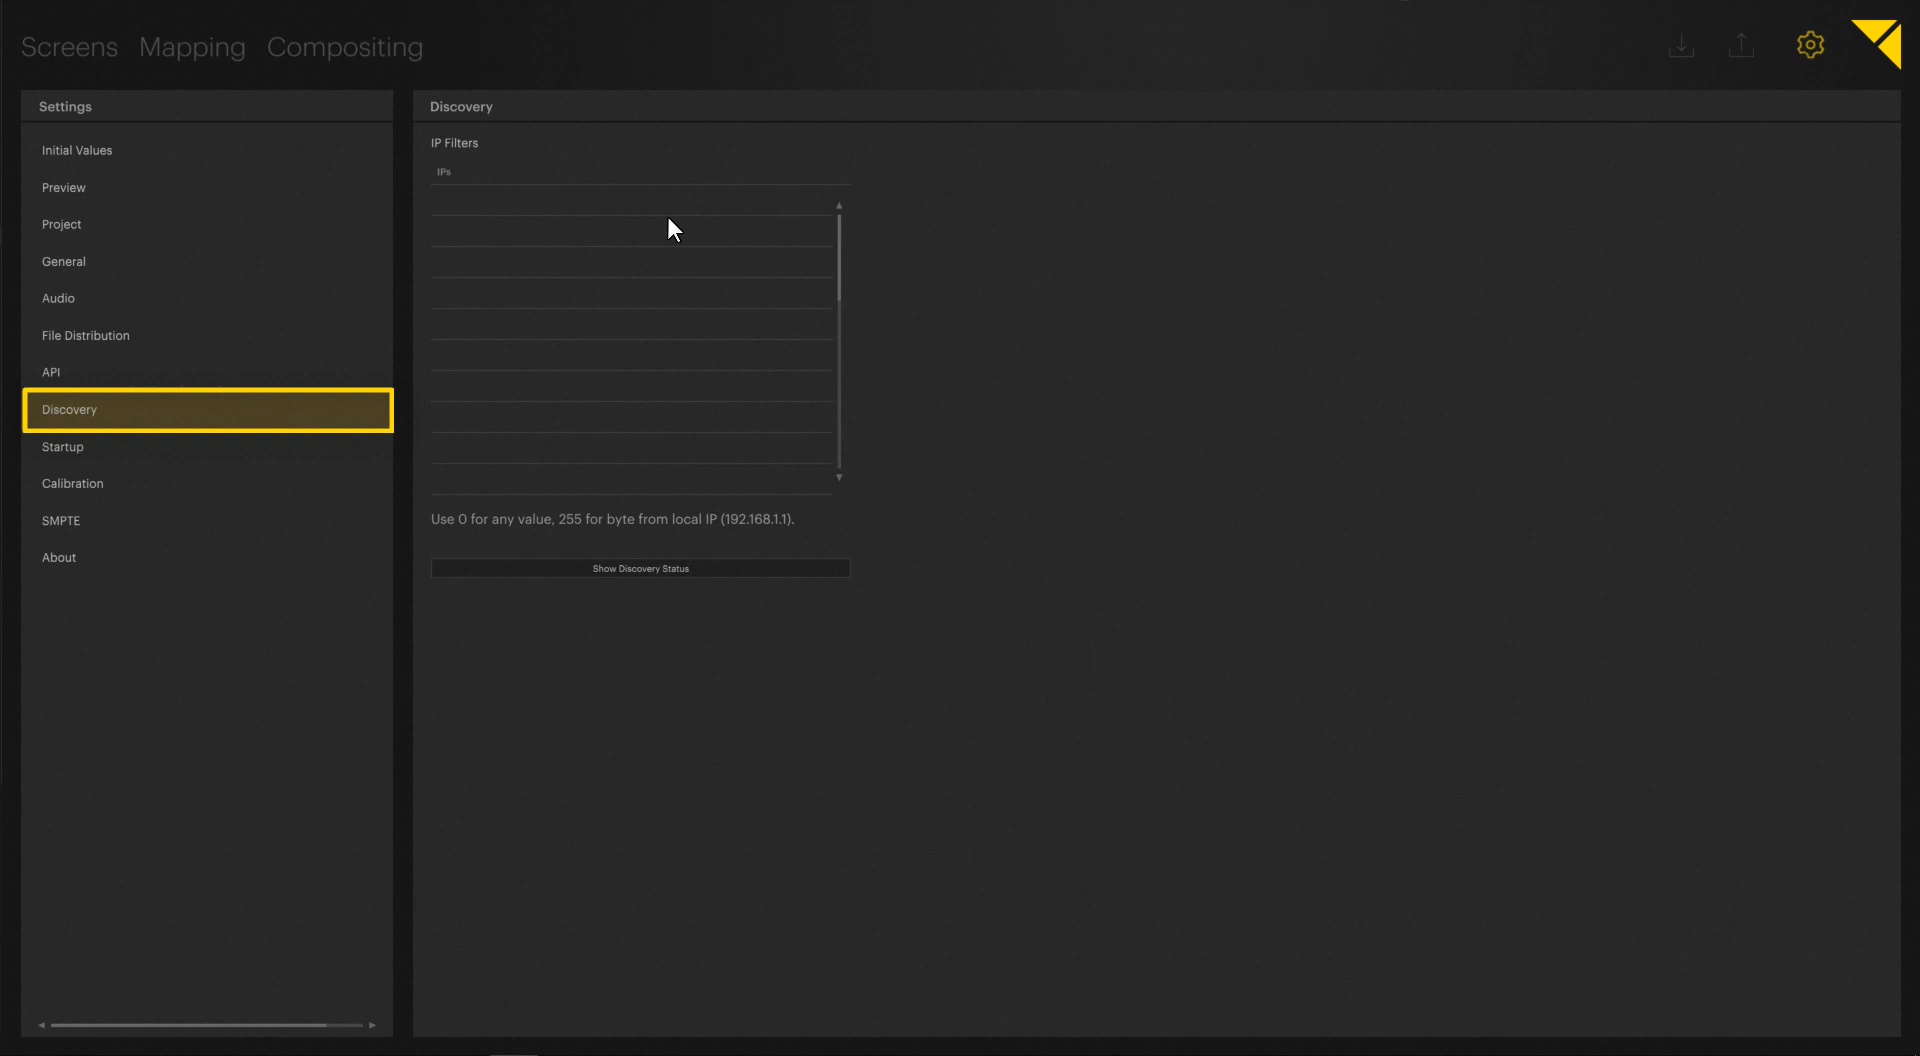 Screens Mapping Compositing
Settings
Initial Values
Preview
Project
General
Audio
File Distribution
API
Discovery
Startup
Calibration
SMPTE
About
Discovery
IP Filters
IPs
Use 0 for any value, 255 for byte from local IP (192.168.1.1).
Show Discovery Status